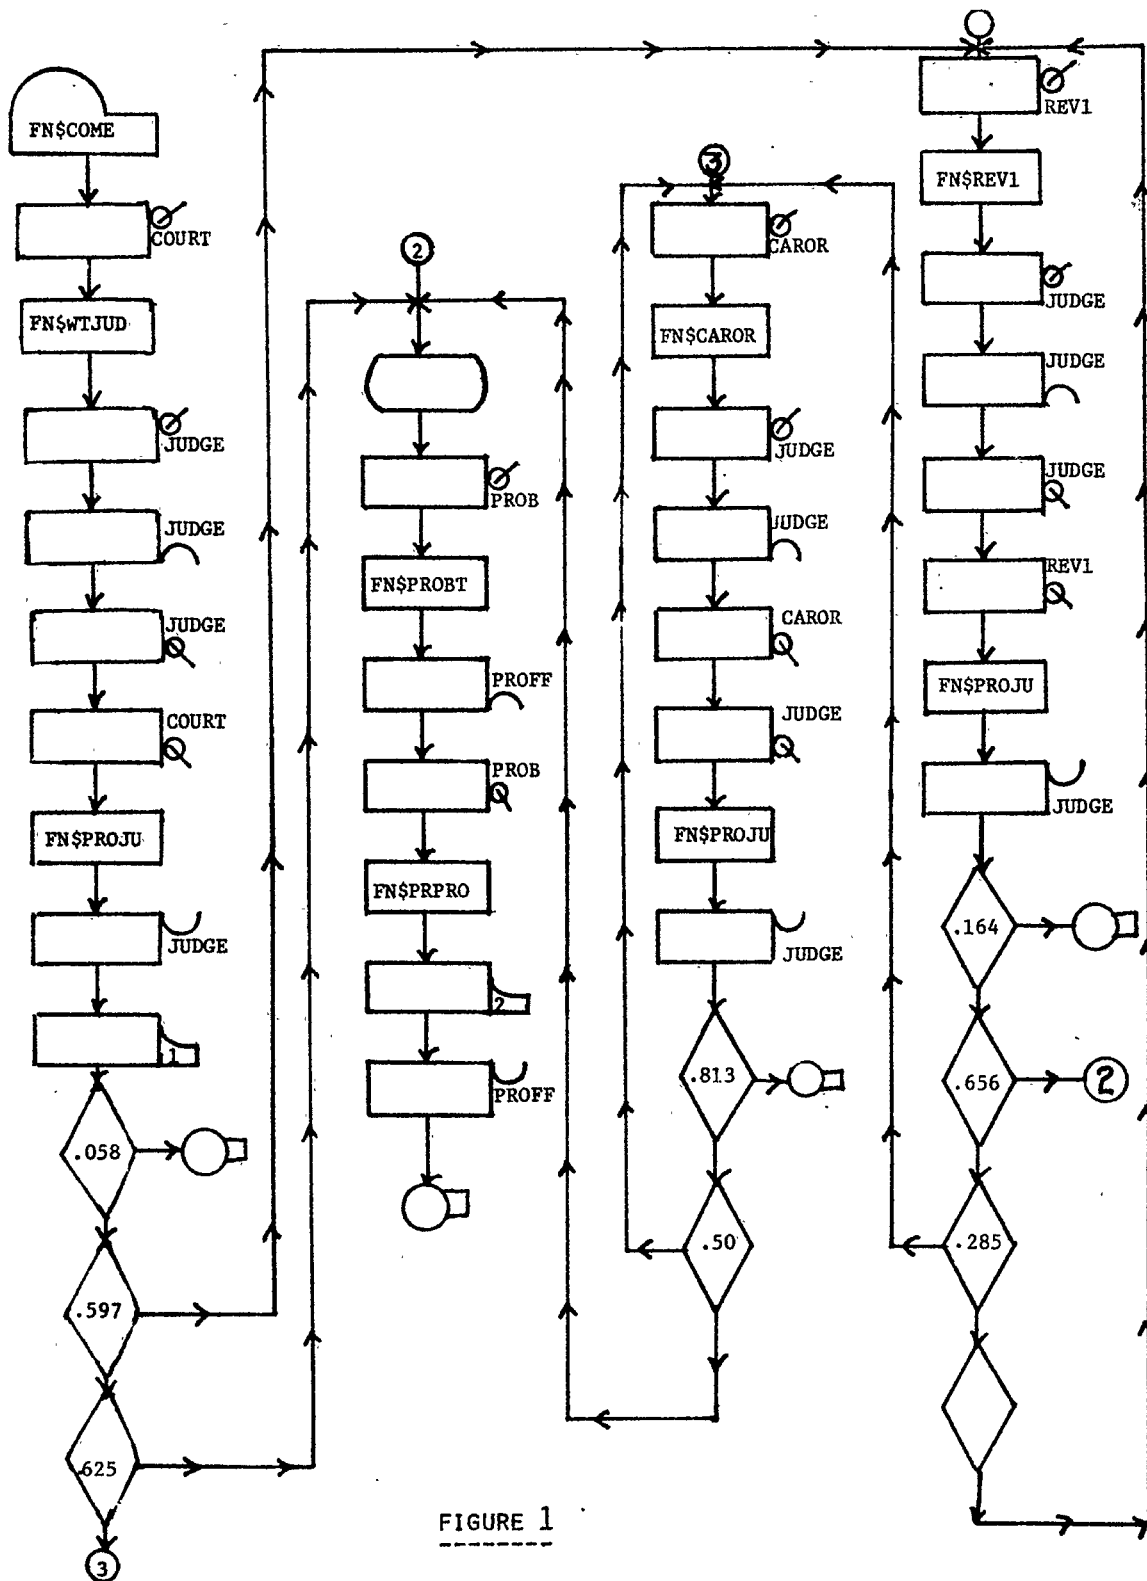 FN$COME
COURT
FN$WTJUD
JUDGE
JUDGE
JUDGE
COURT
FN$PROJU
JUDGE
1
.058
.597
.625
3
2
PROB
FN$PROBT
PROFF
PROB
FN$PRPRO
2
PROFF
3
CAROR
FN$CAROR
JUDGE
JUDGE
CAROR
JUDGE
FN$PROJU
JUDGE
.813
.50
REV1
FN$REV1
JUDGE
JUDGE
JUDGE
REV1
FN$PROJU
JUDGE
.164
.656
2
.285
FIGURE 1